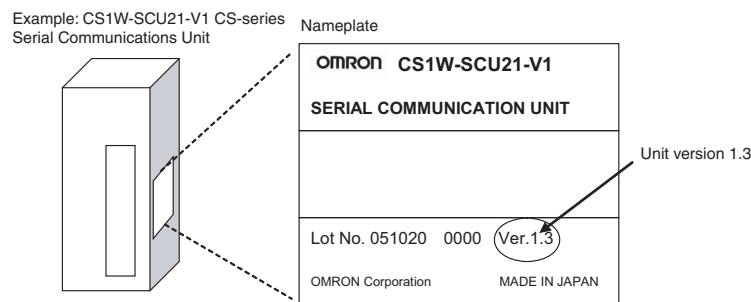 Example: CS1W-SCU21-V1 CS-series
Serial Communications Unit
Nameplate
OMRON CS1W-SCU21-V1
SERIAL COMMUNICATION UNIT
Unit version 1.3
Lot No. 051020 0000 Ver.1.3
OMRON Corporation MADE IN JAPAN